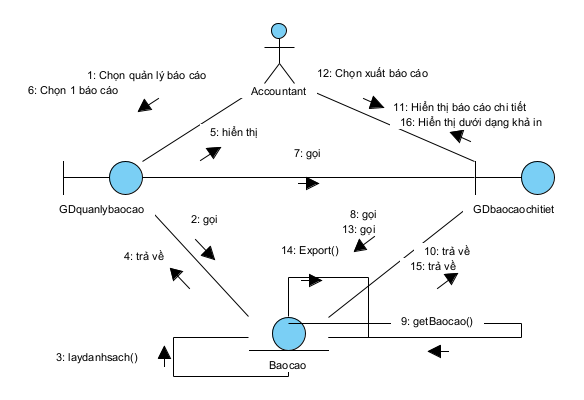 1: Chọn quản lý báo cáo
6: Chọn 1 báo cáo
12: Chọn xuất báo cáo
Accountant
11: Hiển thị báo cáo chi tiết
16: Hiển thị dưới dạng khả in
5: hiển thị
7: gọi
GDquanlybaocao
GDbaocaochitiet
2: gọi
8: gọi
13: gọi
4: trả về
14: Export()
10: trả về
15: trả về
9: getBaocao()
3: laydanhsach()
Baocao